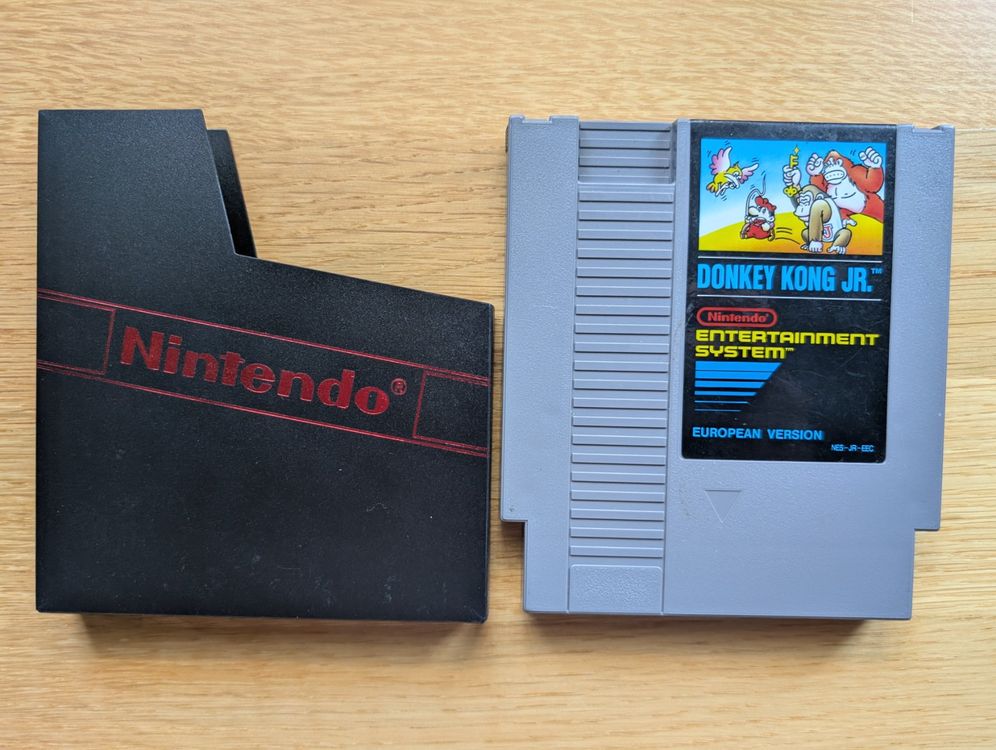 Nintendo®
J
DONKEY KONG JR.™
Nintendo®
ENTERTAINMENT
SYSTEM™
EUROPEAN VERSION
NES-JR-EEC